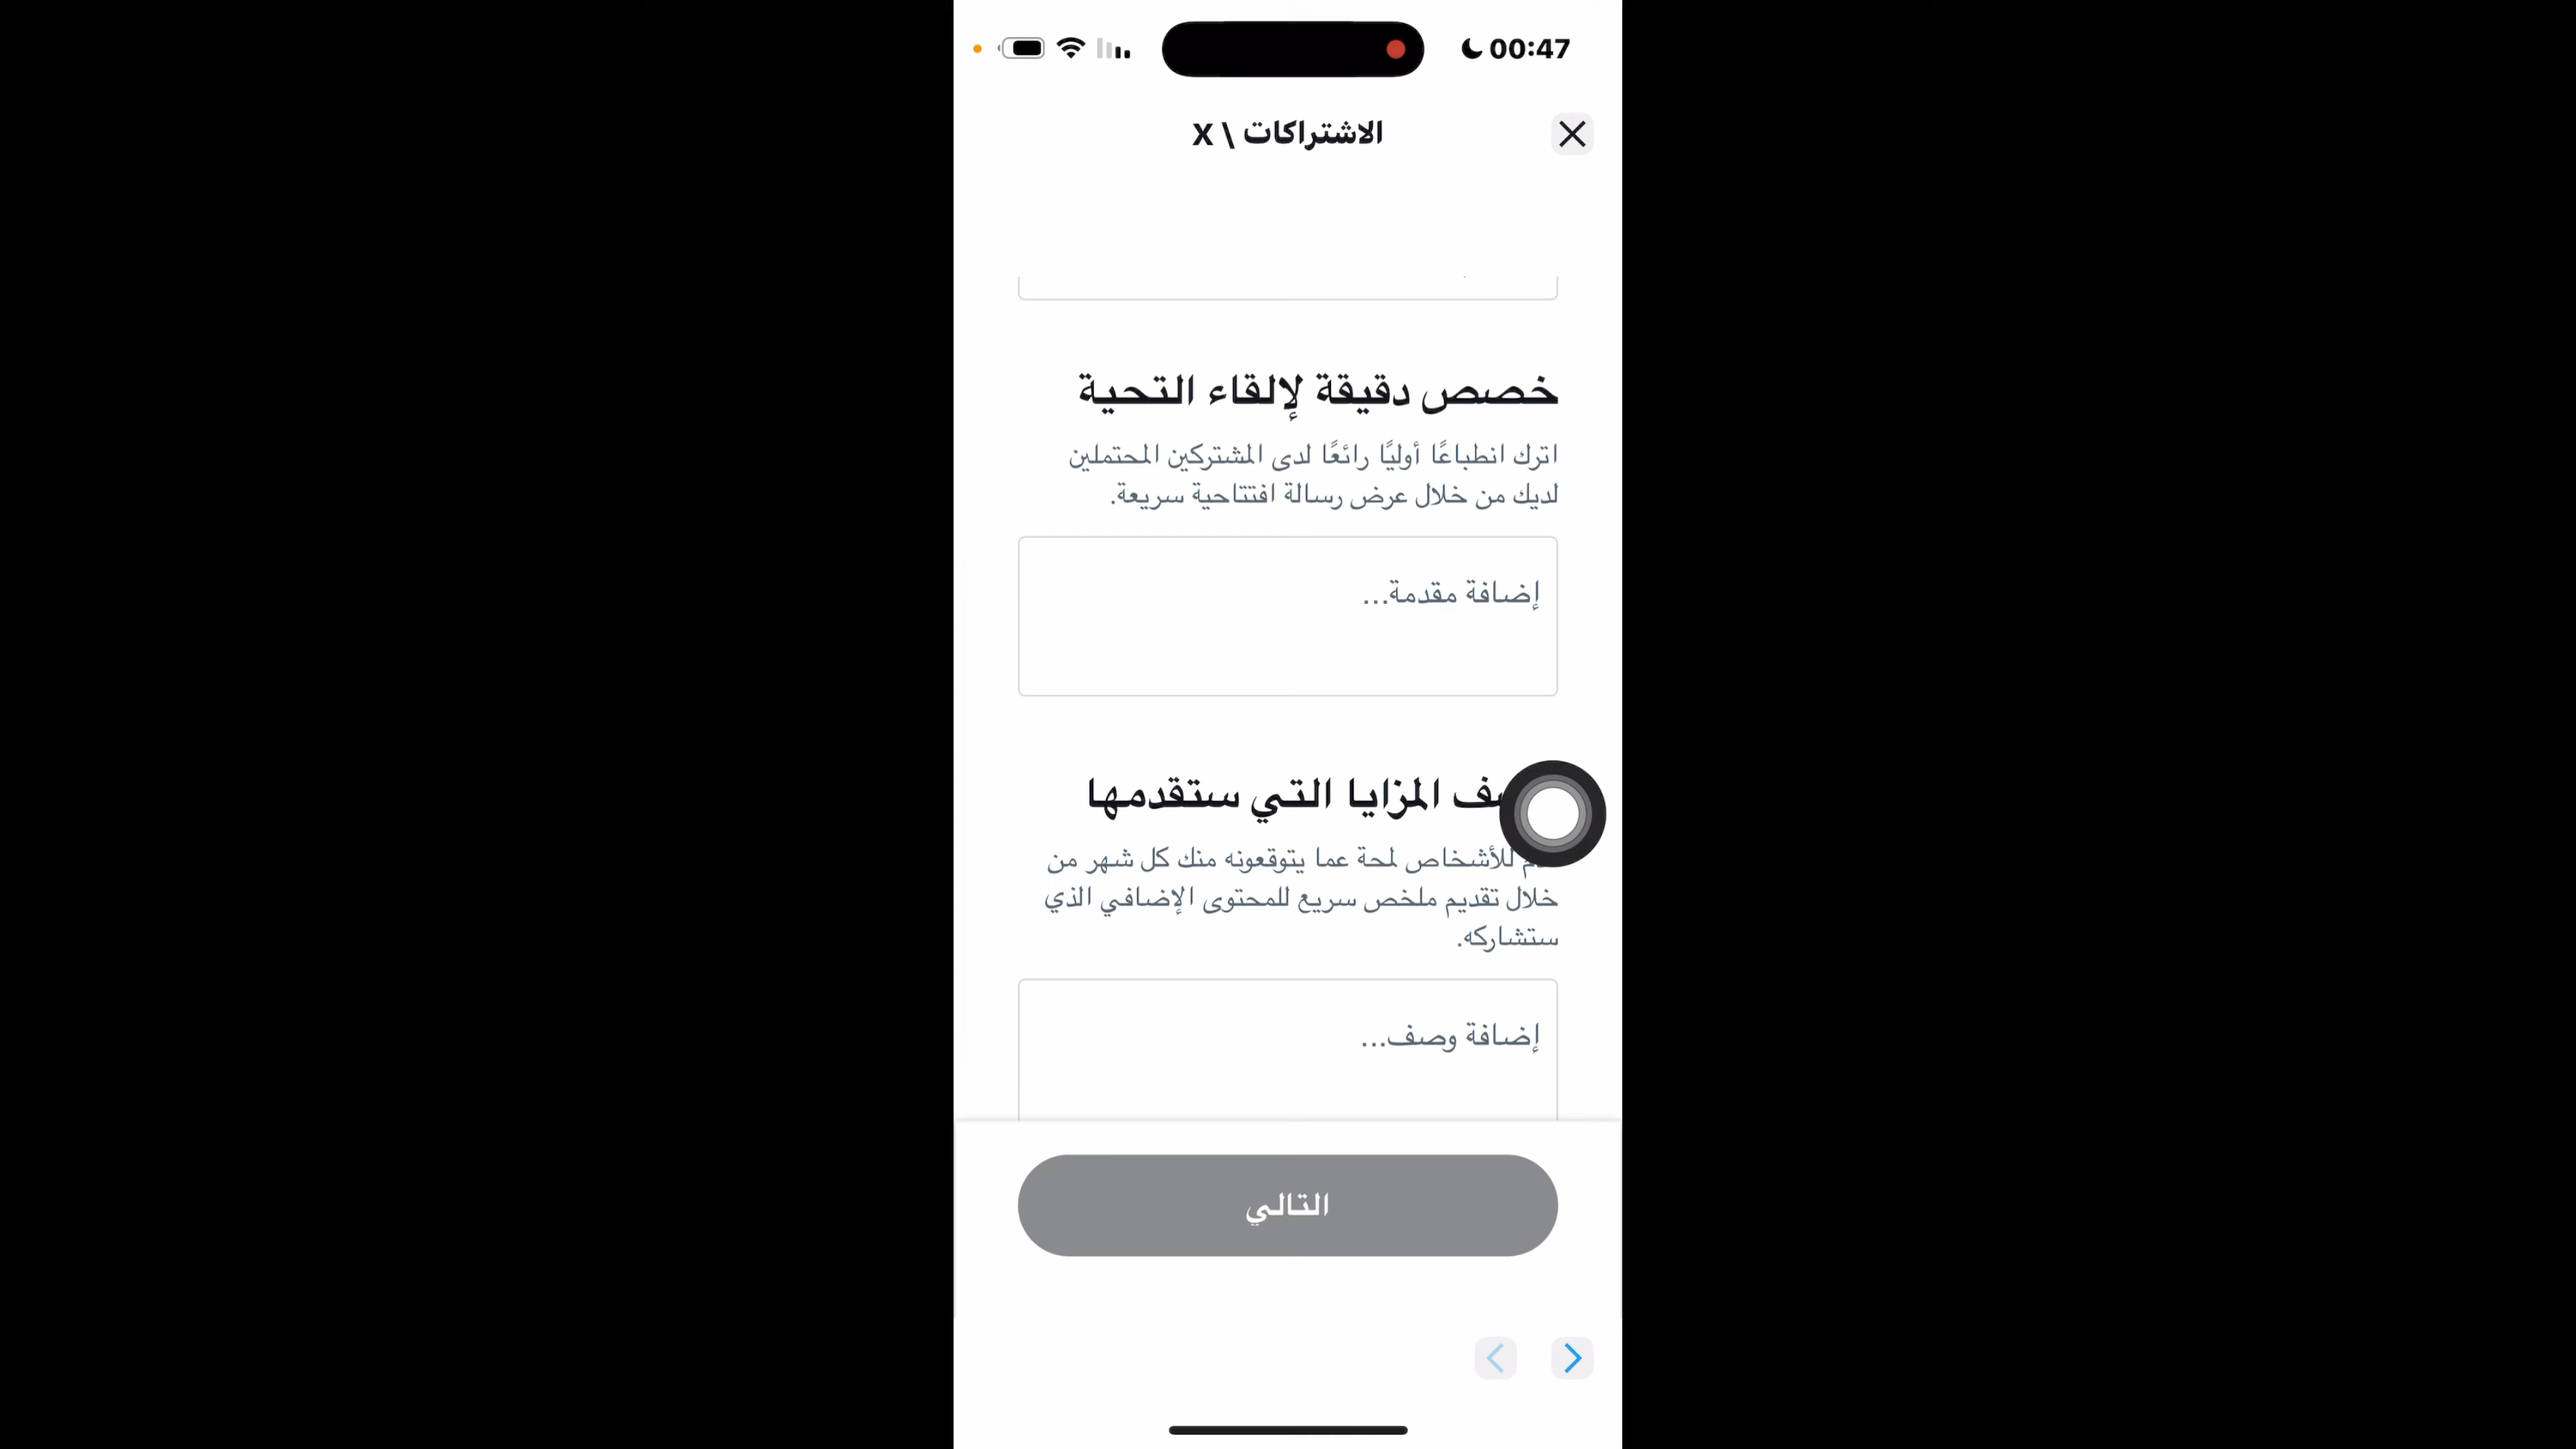 00:47
الاشتراكات \ X
خصص دقيقة لإلقاء التحية
اترك انطباعًا أوليًا رائعًا لدى المشتركين المحتملين
لديك من خلال عرض رسالة افتتاحية سريعة.
إضافة مقدمة...
المزايا التي ستقدمها
للأشخاص لمحة عما يتوقعونه منك كل شهر من
خلال تقديم ملخص سريع للمحتوى الإضافي الذي
ستشاركه.
إضافة وصف...
التالي